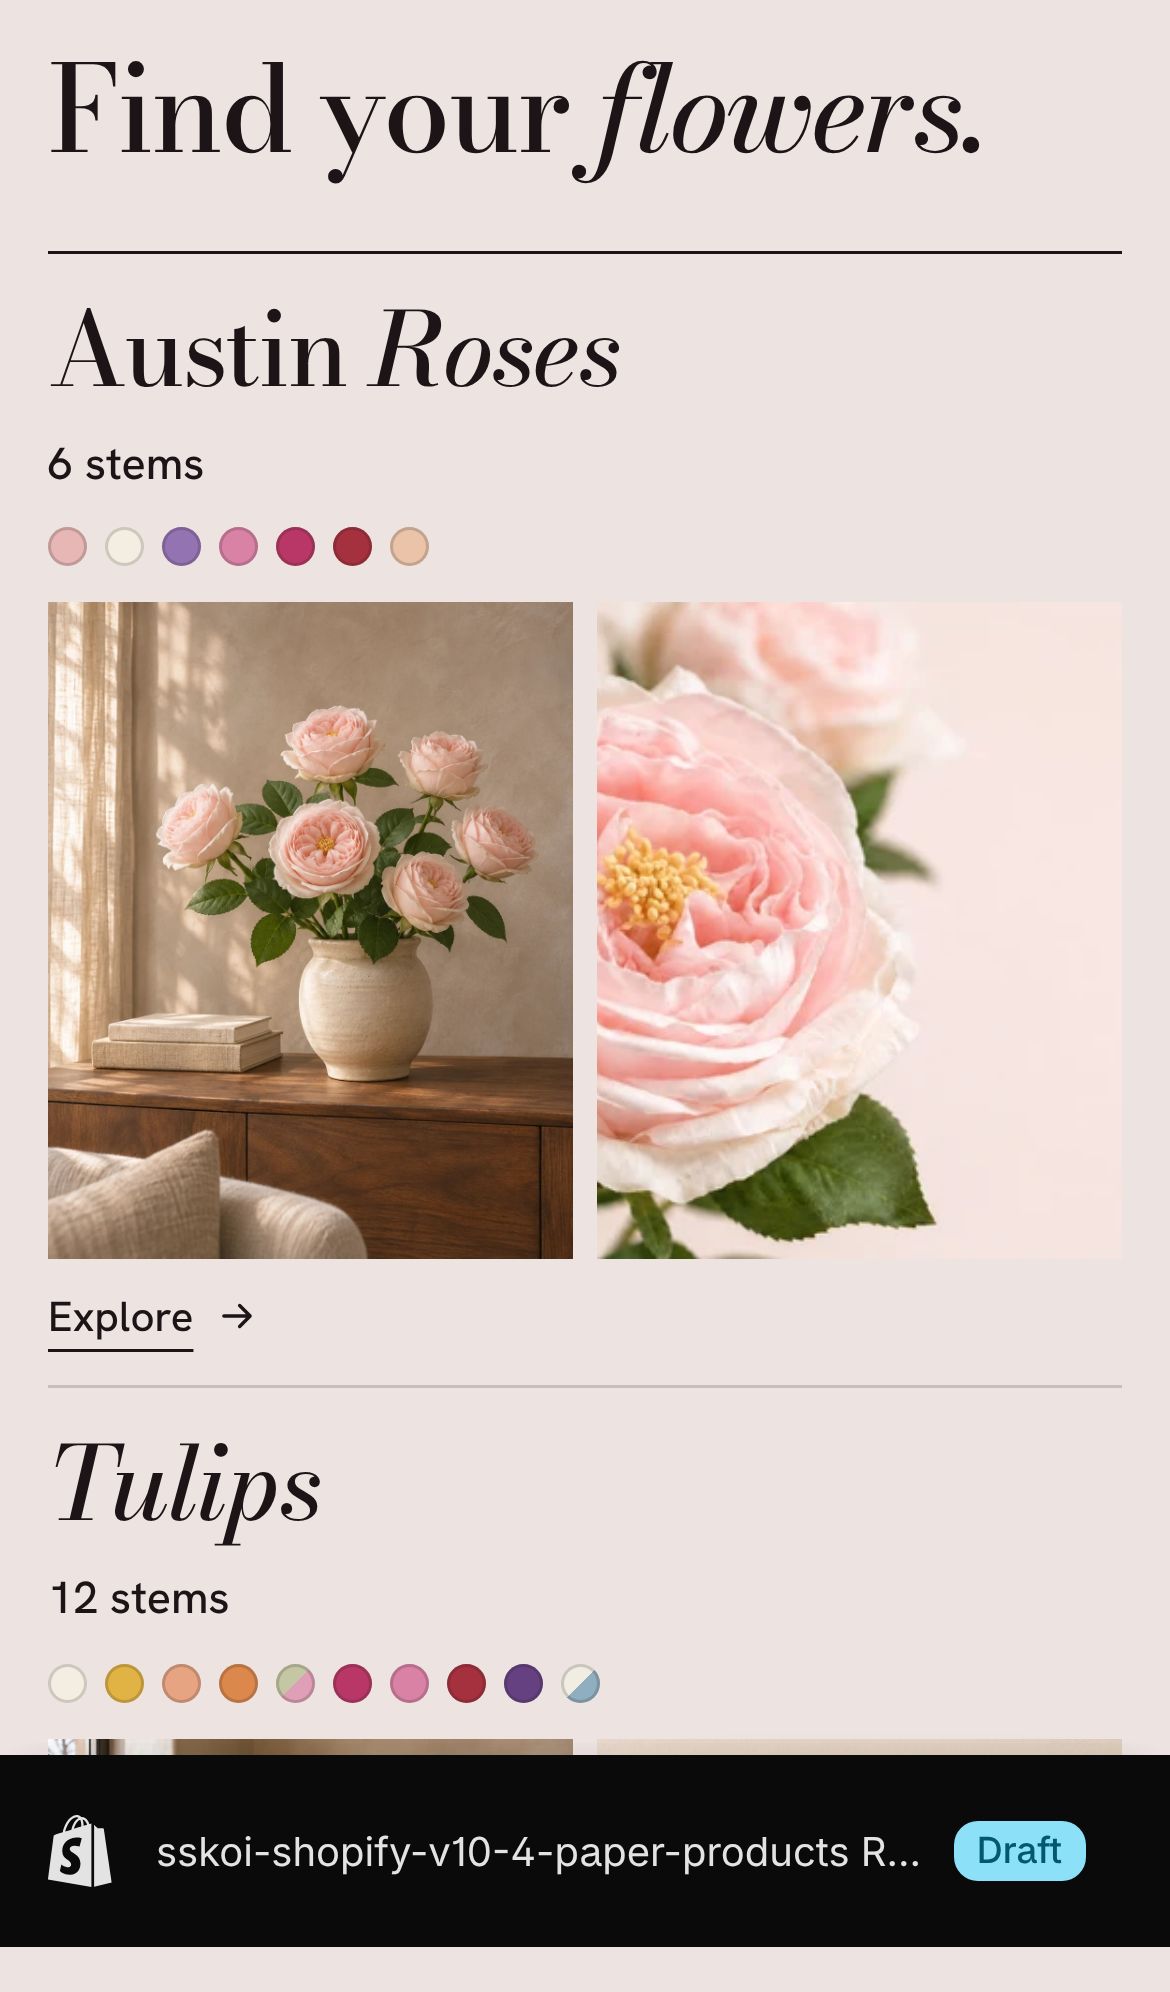 Find your flowers.
Austin Roses
6 stems
Explore →
Tulips
12 stems
sskoi-shopify-v10-4-paper-products R...
Draft